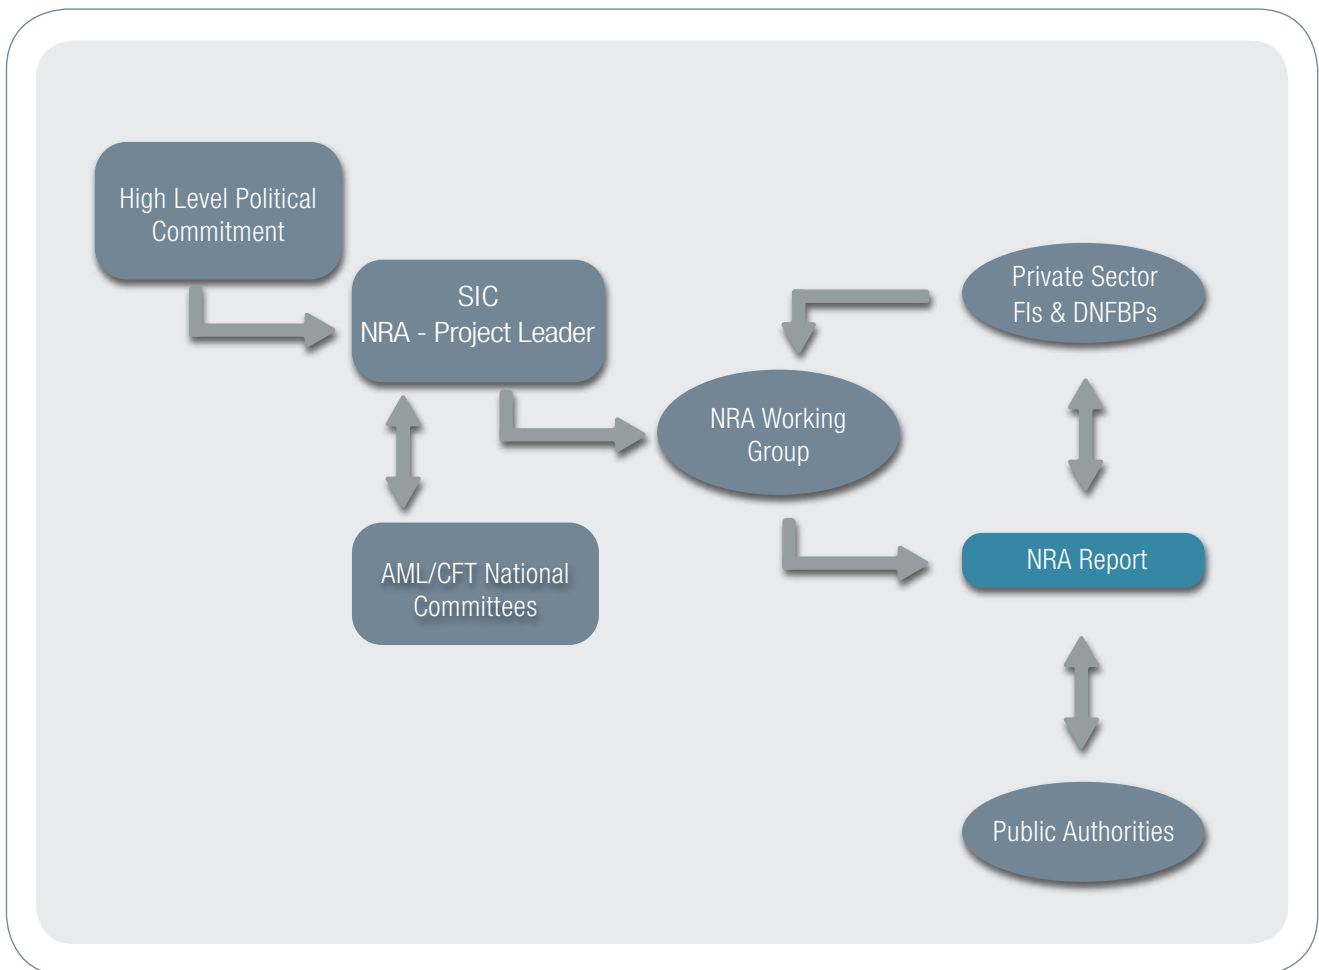 High Level Political
Commitment
SIC
NRA - Project Leader
Private Sector
FIs & DNFBPs
NRA Working
Group
AML/CFT National
Committees
NRA Report
Public Authorities